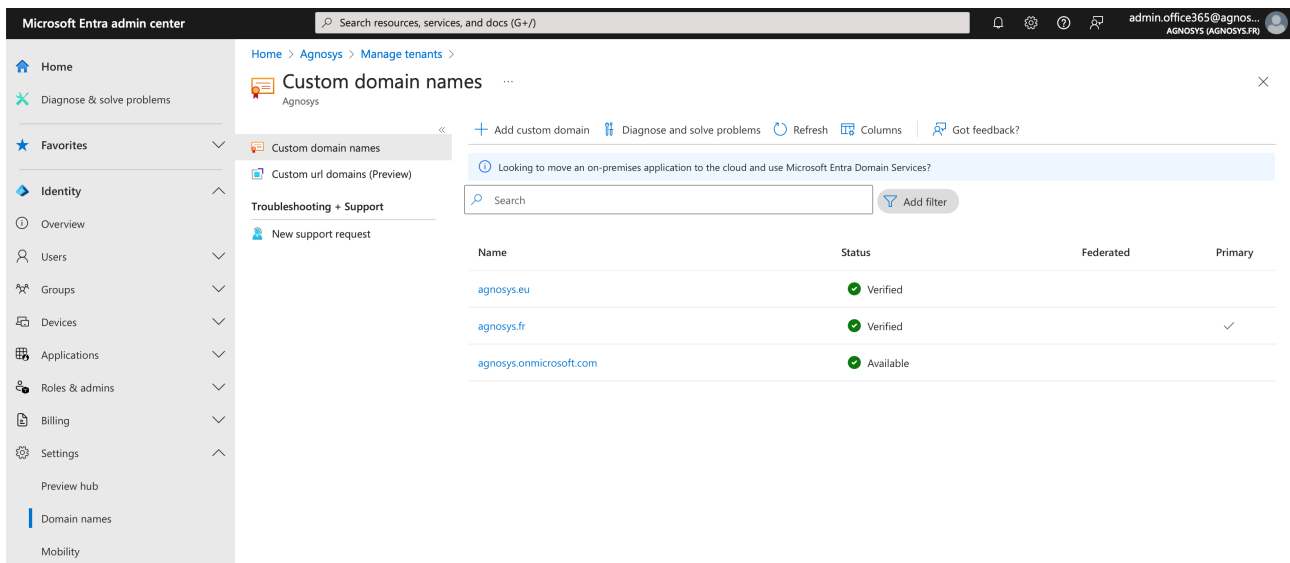 Microsoft Entra admin center
Search resources, services, and docs (G+/)
admin.office365@agnos...
AGNOSYS (AGNOSYS.FR)
Home
Diagnose & solve problems
Favorites
Identity
Overview
Users
Groups
Devices
Applications
Roles & admins
Billing
Settings
Preview hub
Domain names
Mobility
Home > Agnosys > Manage tenants >
Custom domain names ...
Agnosys
«
Custom domain names
Custom url domains (Preview)
Troubleshooting + Support
New support request
Add custom domain Diagnose and solve problems Refresh Columns Got feedback?
Looking to move an on-premises application to the cloud and use Microsoft Entra Domain Services?
Search Add filter
Name Status Federated Primary
agnosys.eu Verified
agnosys.fr Verified
agnosys.onmicrosoft.com Available